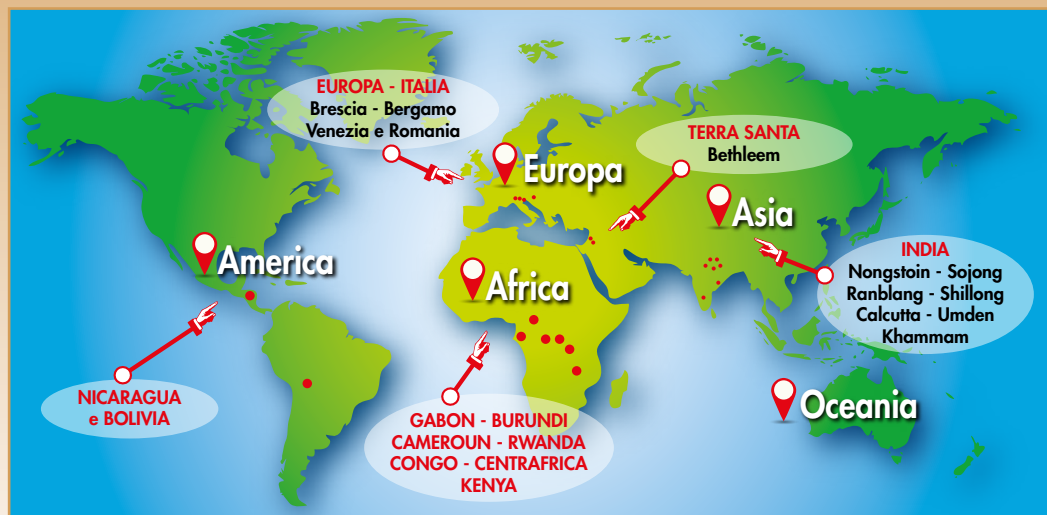 EUROPA - ITALIA
Brescia - Bergamo
Venezia e Romania
TERRA SANTA
Bethleem
Europa
Asia
America
Africa
INDIA
Nongstoin - Sojong
Ranblang - Shillong
Calcutta - Umden
Khammam
NICARAGUA
e BOLIVIA
Oceania
GABON - BURUNDI
CAMEROUN - RWANDA
CONGO - CENTRAFRICA
KENYA